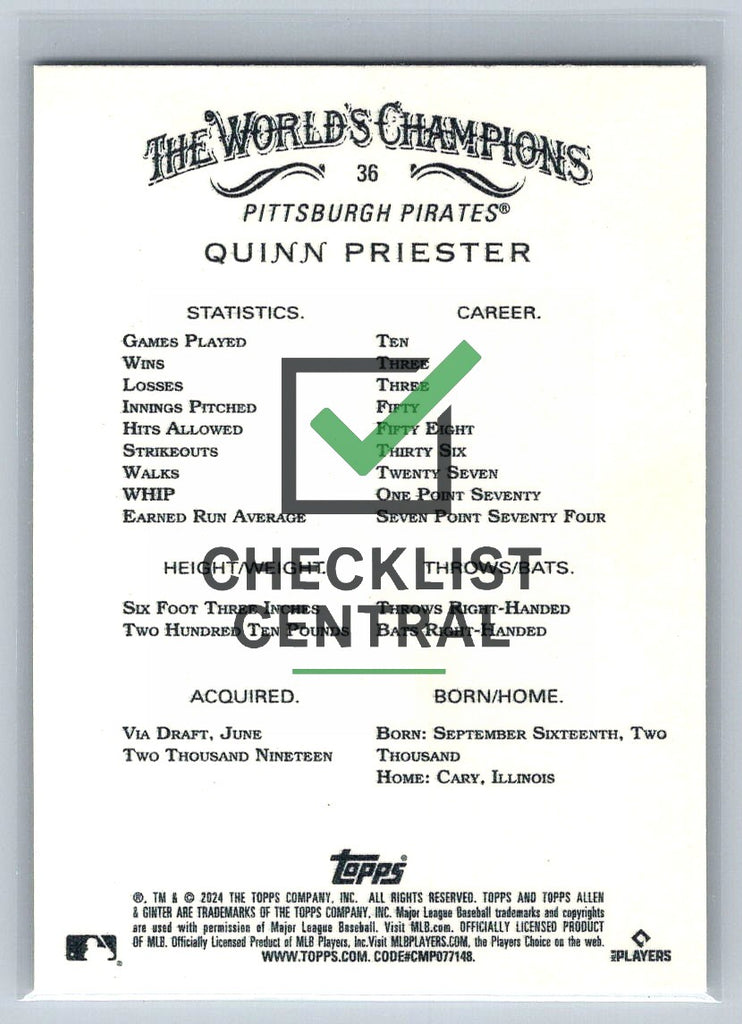 THE WORLD'S CHAMPIONS
36
PITTSBURGH PIRATES®
QUINN PRIESTER
STATISTICS. CAREER.
GAMES PLAYED TEN
WINS THREE
LOSSES THREE
INNINGS PITCHED FIFTY
HITS ALLOWED FIFTY EIGHT
STRIKEOUTS THIRTY SIX
WALKS TWENTY SEVEN
WHIP ONE POINT SEVENTY
EARNED RUN AVERAGE SEVEN POINT SEVENTY FOUR
CHECKLIST
CENTRAL
HEIGHT/WEIGHT. THROWS/BATS.
SIX FOOT THREE INCHES THROWS RIGHT-HANDED
TWO HUNDRED TEN POUNDS BATS RIGHT-HANDED
ACQUIRED. BORN/HOME.
VIA DRAFT, JUNE BORN: SEPTEMBER SIXTEENTH, TWO
TWO THOUSAND NINETEEN THOUSAND
HOME: CARY, ILLINOIS
topps®
®, TM & © 2024 THE TOPPS COMPANY, INC. ALL RIGHTS RESERVED. TOPPS AND TOPPS ALLEN
& GINTER ARE TRADEMARKS OF THE TOPPS COMPANY, INC. Major League Baseball trademarks and copyrights
are used with permission of Major League Baseball. Visit MLB.com. OFFICIALLY LICENSED PRODUCT
OF MLB. Officially Licensed Product of MLB Players, Inc.Visit MLBPLAYERS.COM, the Players Choice on the web.
WWW.TOPPS.COM. CODE#CMP077148.
MLB PLAYERS